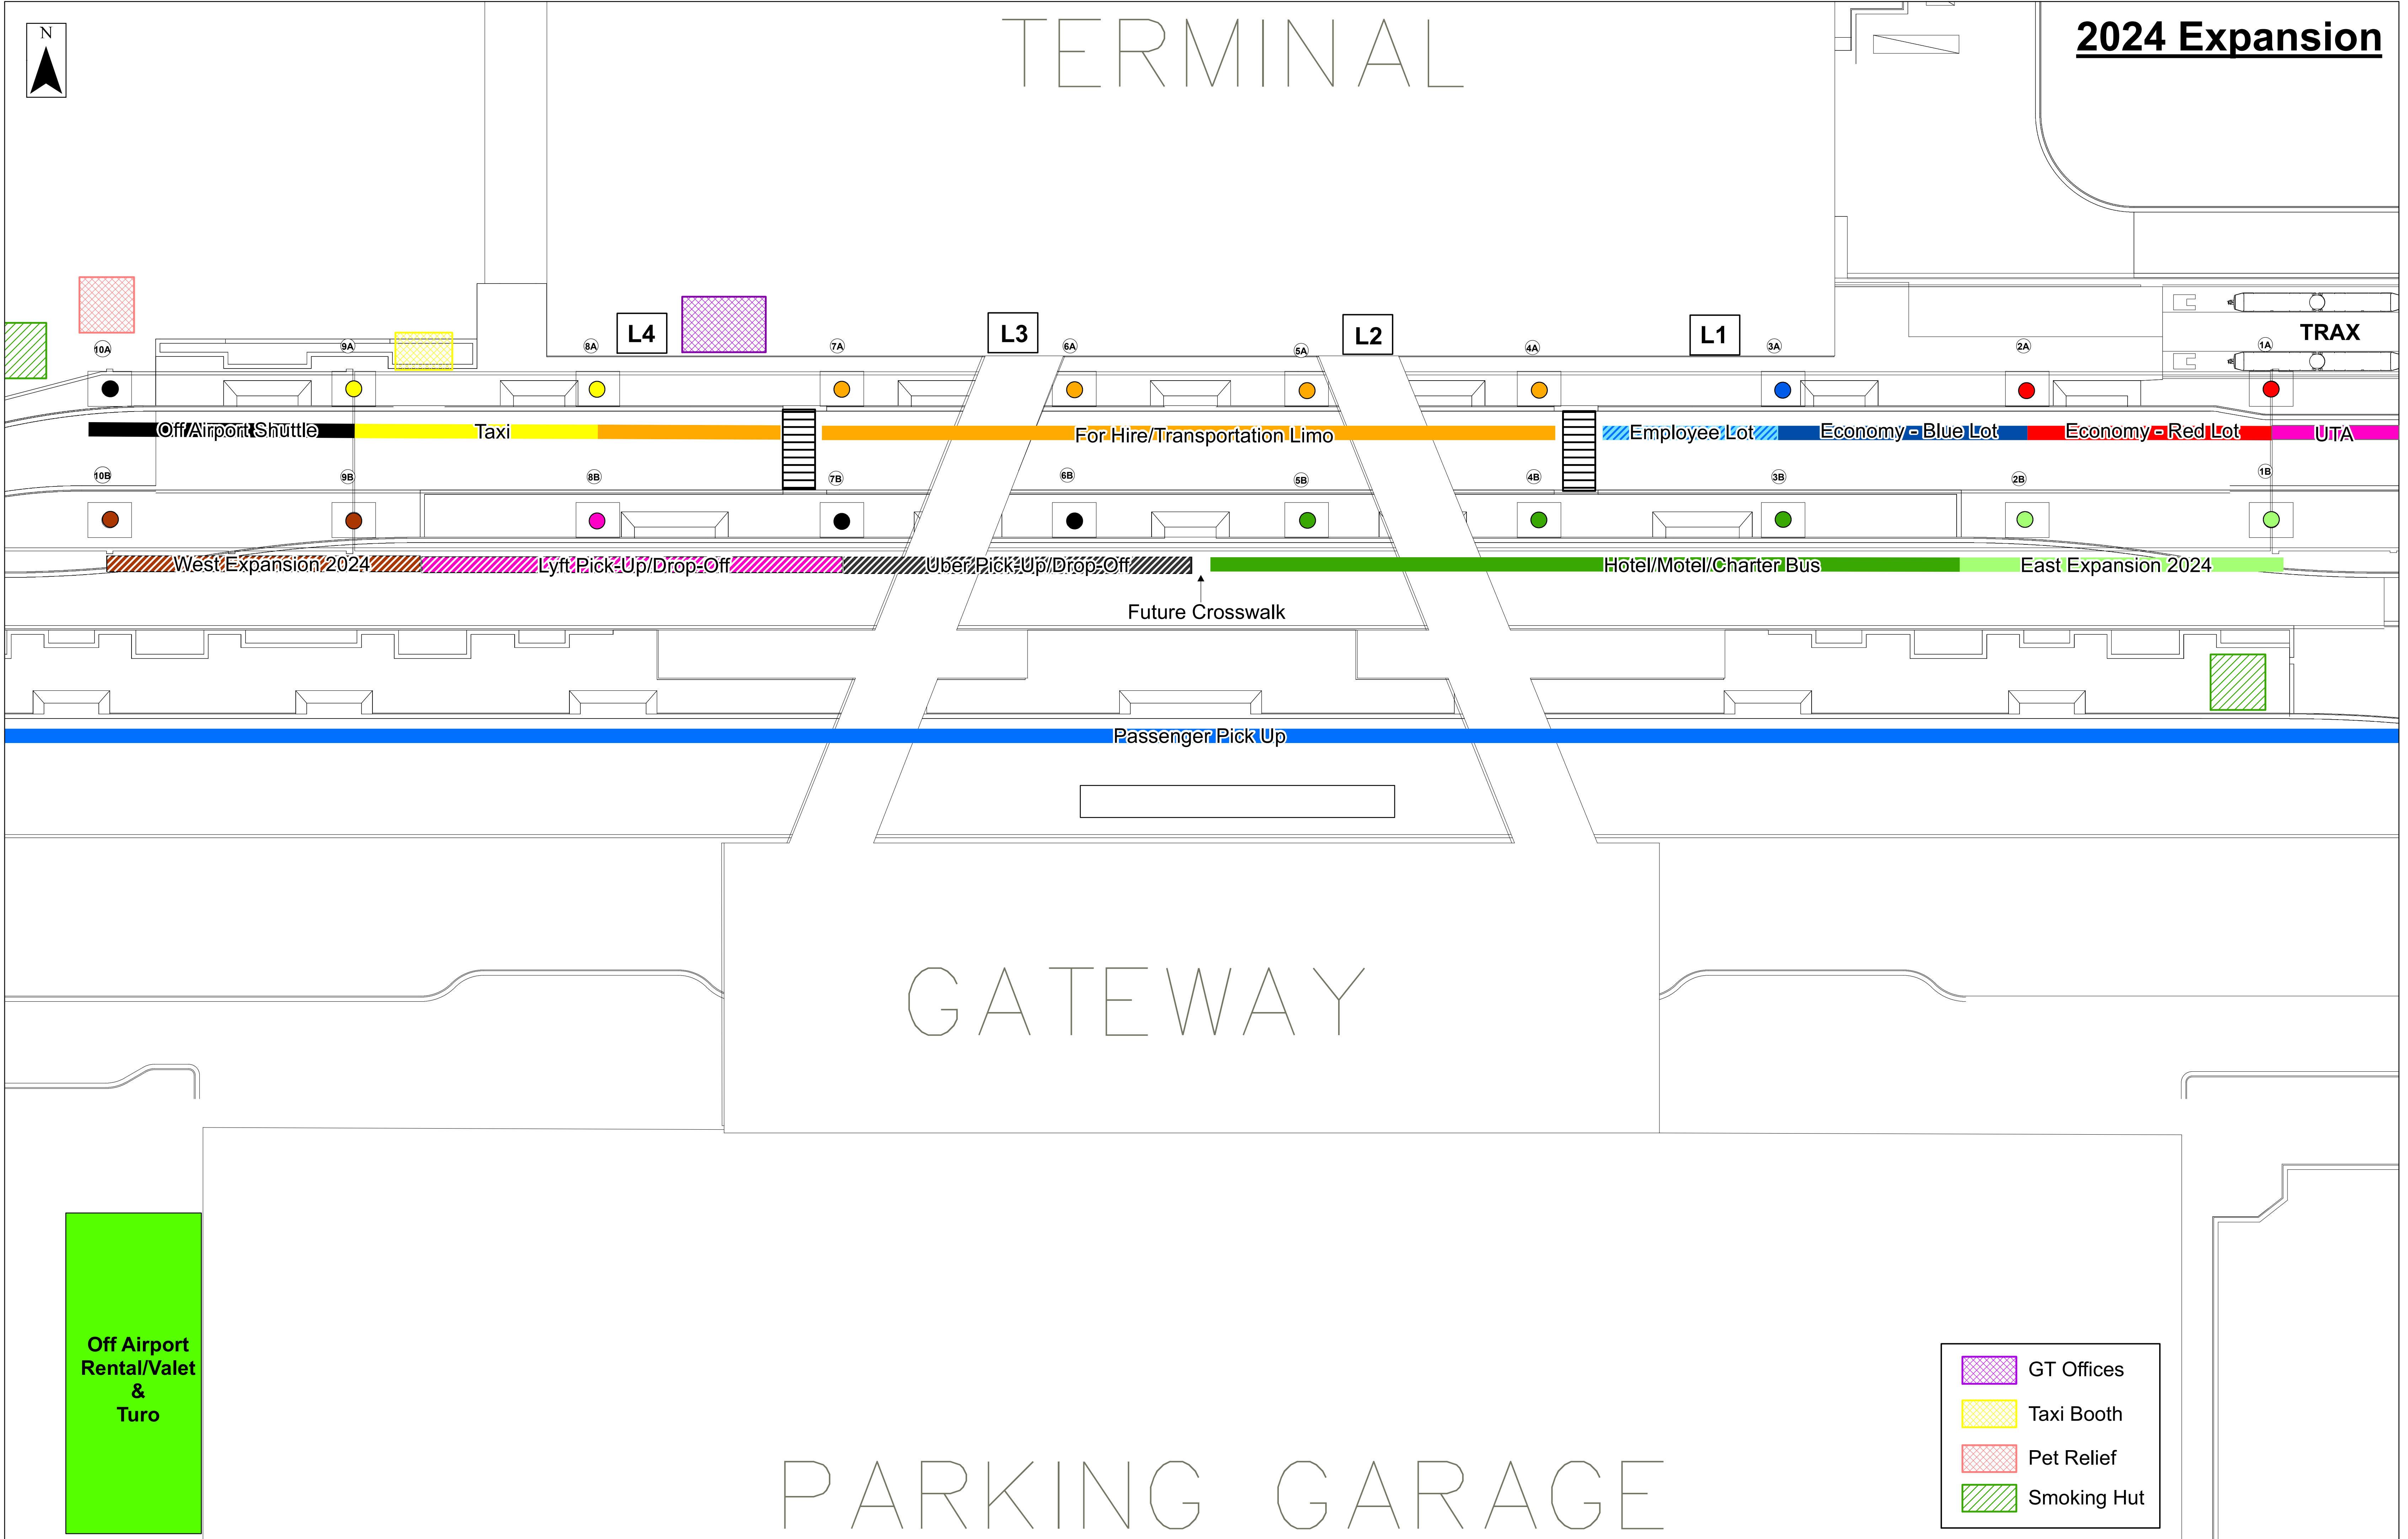 TERMINAL
2024 Expansion
N
L4
L3
L2
L1
TRAX
10A
9A
8A
7A
6A
5A
4A
3A
2A
1A
Off Airport Shuttle
Taxi
For Hire/Transportation Limo
Employee Lot
Economy - Blue Lot
Economy - Red Lot
UTA
10B
9B
8B
7B
6B
5B
4B
3B
2B
1B
West Expansion 2024
Lyft Pick-Up/Drop-Off
Uber Pick-Up/Drop-Off
Hotel/Motel/Charter Bus
East Expansion 2024
Future Crosswalk
Passenger Pick Up
GATEWAY
Off Airport
Rental/Valet
&
Turo
GT Offices
Taxi Booth
Pet Relief
Smoking Hut
PARKING GARAGE